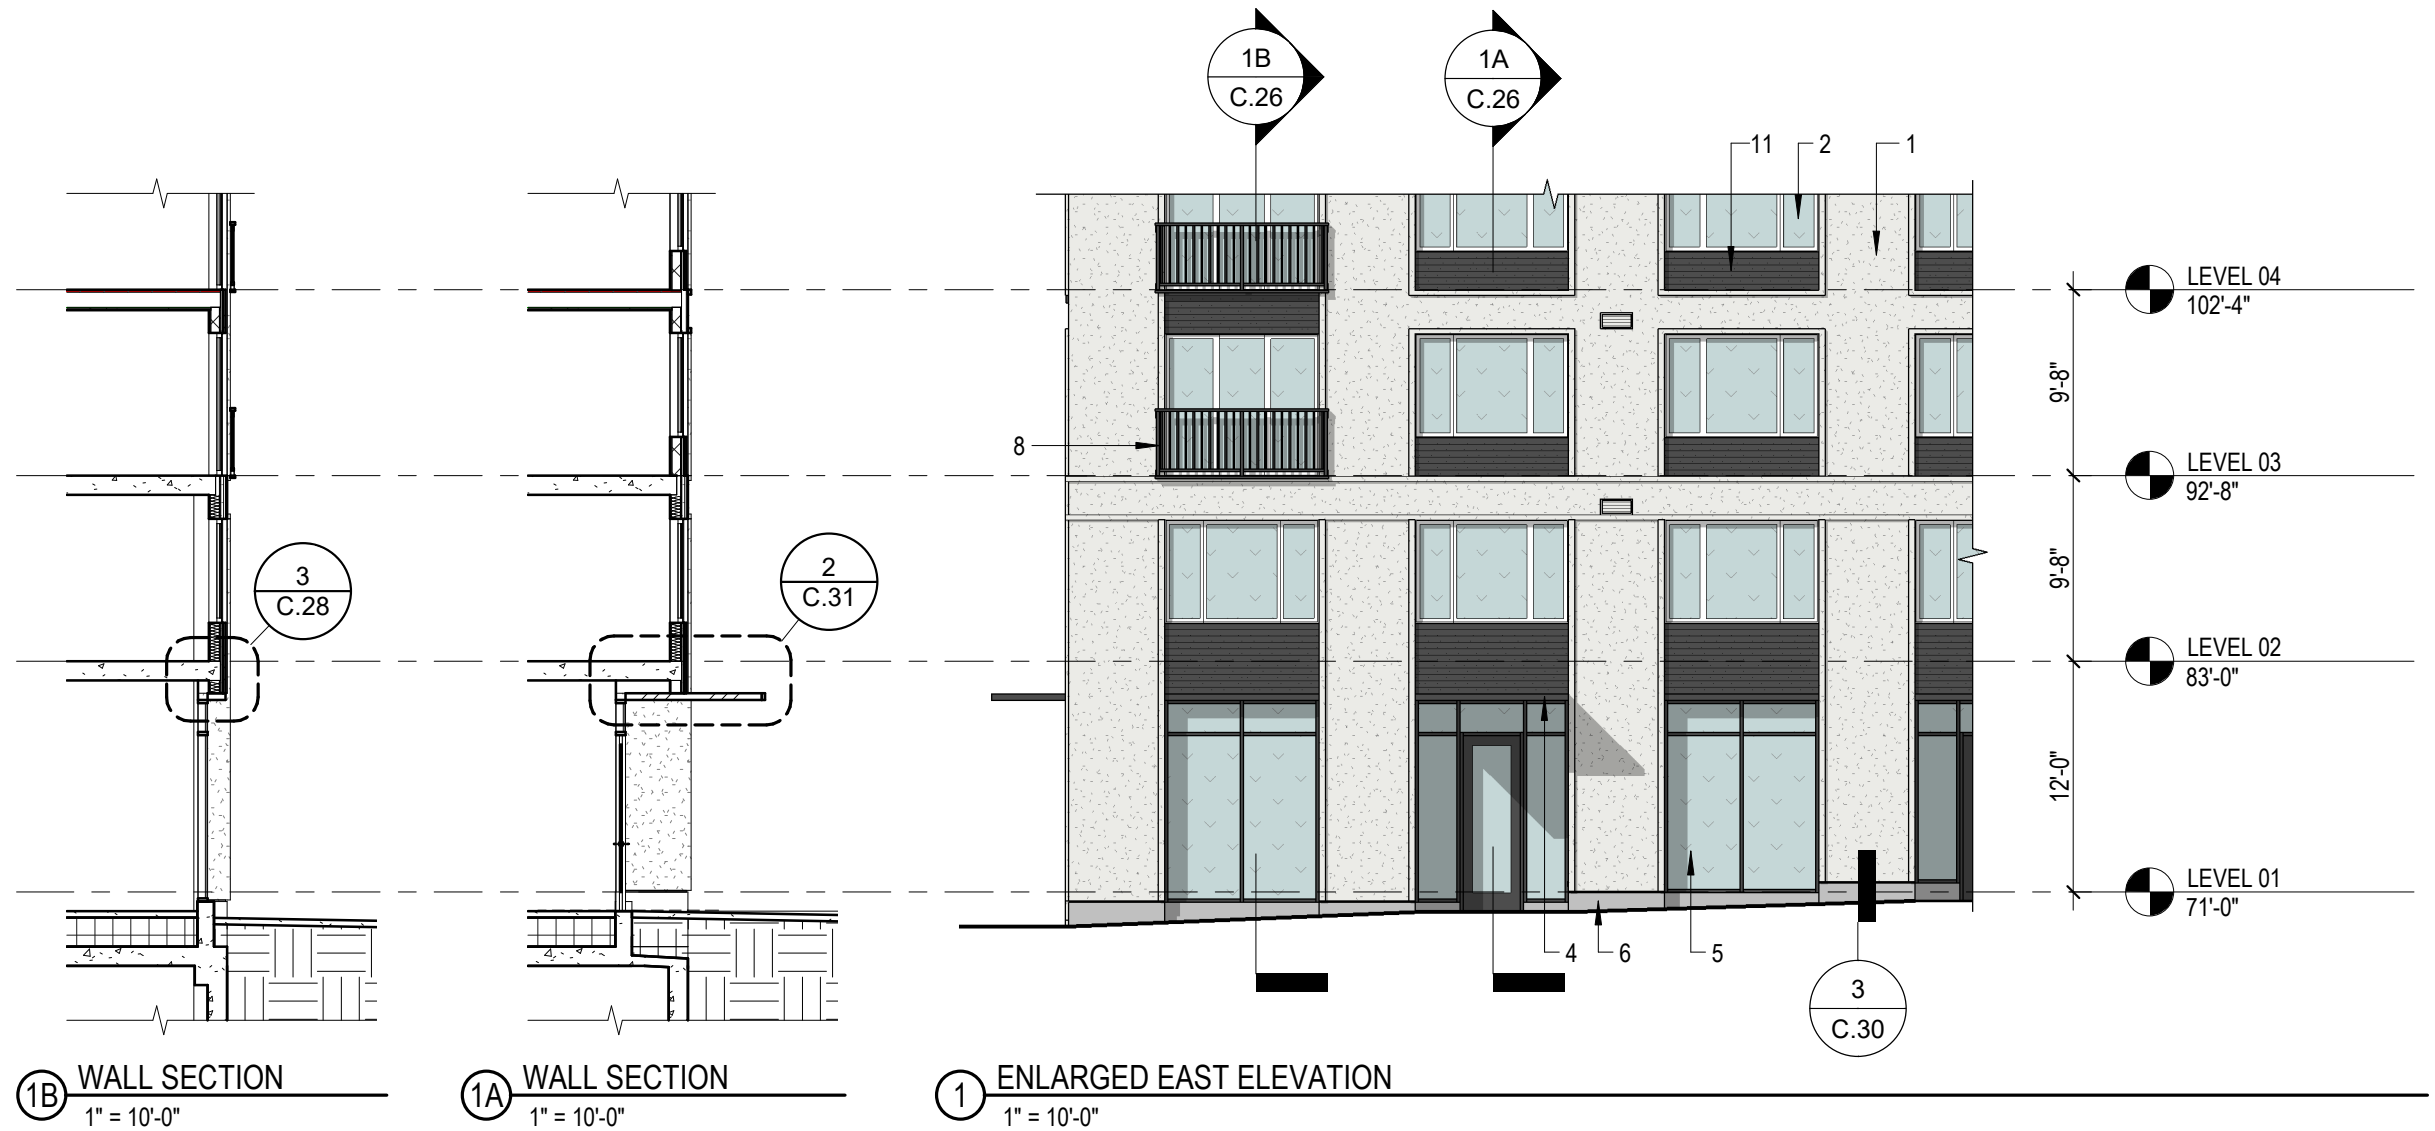 1B
C.26
1A
C.26
11
2
1
8
LEVEL 04
102'-4"
9'-8"
LEVEL 03
92'-8"
9'-8"
LEVEL 02
83'-0"
12'-0"
LEVEL 01
71'-0"
3
C.28
2
C.31
4
6
5
3
C.30
1B
WALL SECTION
1" = 10'-0"
1A
WALL SECTION
1" = 10'-0"
1
ENLARGED EAST ELEVATION
1" = 10'-0"